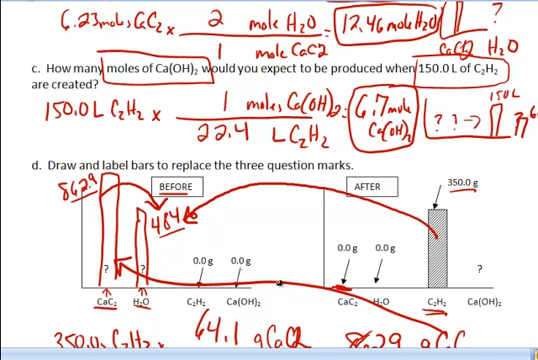 6.23 moles CaC2 × 2 mole H2O / 1 mole CaC2 = 12.46 mole H2O ?
CaC2 H2O
c. How many moles of Ca(OH)₂ would you expect to be produced when 150.0 L of C₂H₂
are created?
150.0 L C2H2 × 1 moles Ca(OH)2 / 22.4 L C2H2 = 6.7 mole Ca(OH)2
150L
? ? →
d. Draw and label bars to replace the three question marks.
862.9
BEFORE
AFTER
350.0 g
484
0.0 g 0.0 g
0.0 g 0.0 g
? ? ?
CaC₂ H₂O C₂H₂ Ca(OH)₂ CaC₂ H₂O C₂H₂ Ca(OH)₂
350.0 C2H2 × 64.1 g CaC2